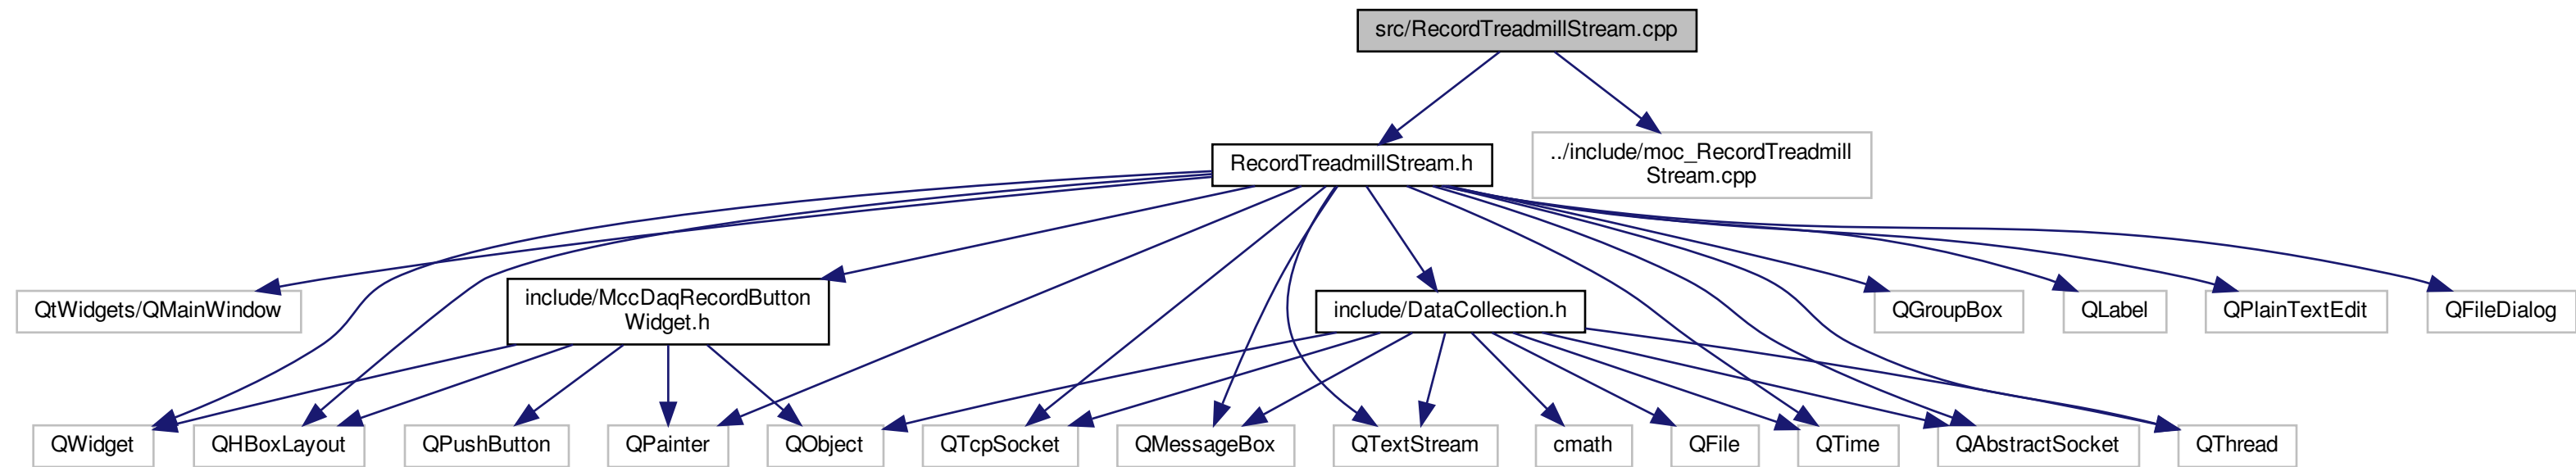 src/RecordTreadmillStream.cpp
RecordTreadmillStream.h
../include/moc_RecordTreadmill
Stream.cpp
QtWidgets/QMainWindow
include/MccDaqRecordButton
Widget.h
include/DataCollection.h
QGroupBox
QLabel
QPlainTextEdit
QFileDialog
QWidget
QHBoxLayout
QPushButton
QPainter
QObject
QTcpSocket
QMessageBox
QTextStream
cmath
QFile
QTime
QAbstractSocket
QThread